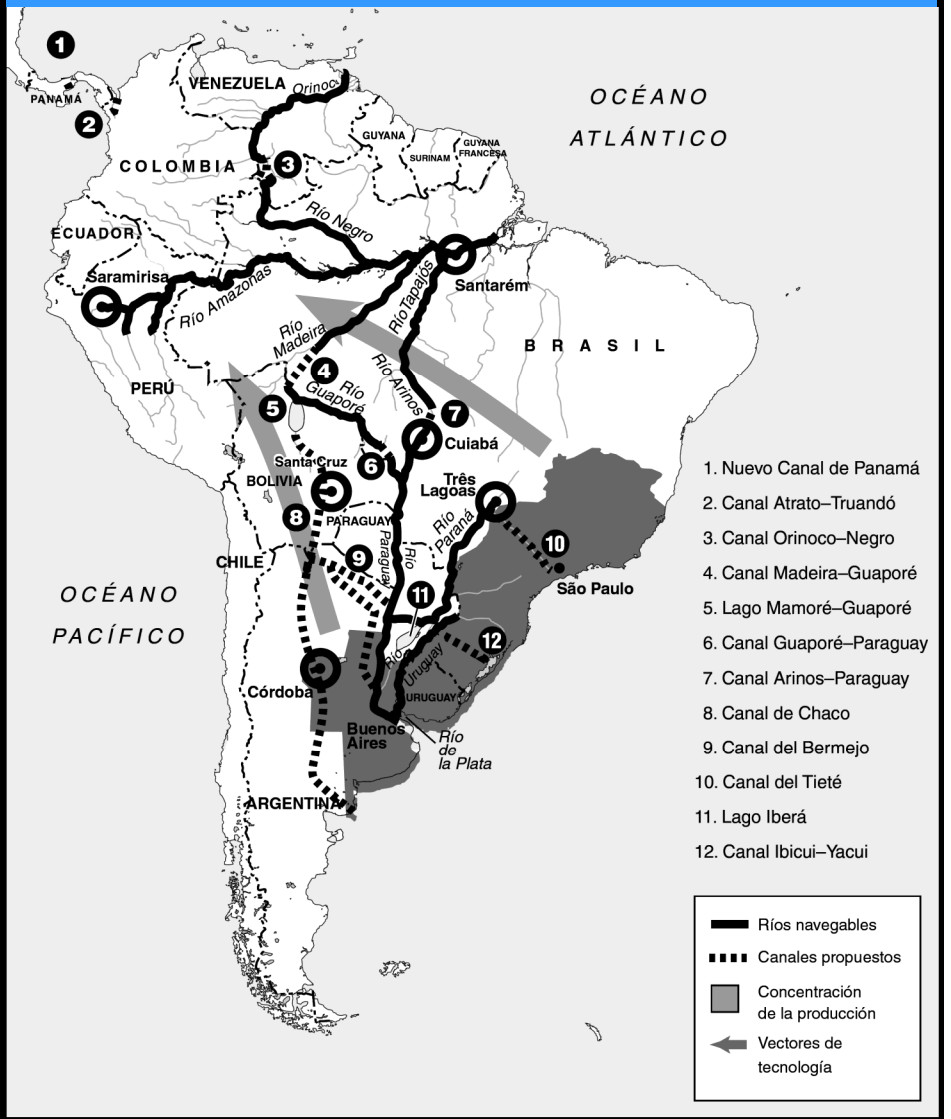 1
PANAMÁ
2
VENEZUELA
Orinoco
OCÉANO
ATLÁNTICO
GUYANA
SURINAM
GUYANA
FRANCESA
COLOMBIA
3
Río Negro
ECUADOR
Saramirisa
Río Amazonas
Santarém
Río Tapajós
Río
Madeira
BRASIL
PERÚ
4
Río
Guaporé
Río Arinos
5
7
Cuiabá
Santa Cruz
6
BOLIVIA
Três
Lagoas
8
PARAGUAY
Río
Paraná
10
São Paulo
CHILE
9
Río
Paraguay
11
OCÉANO
PACÍFICO
12
Río
Uruguay
Córdoba
URUGUAY
Buenos
Aires
Río
de
la Plata
ARGENTINA
1. Nuevo Canal de Panamá
2. Canal Atrato–Truandó
3. Canal Orinoco–Negro
4. Canal Madeira–Guaporé
5. Lago Mamoré–Guaporé
6. Canal Guaporé–Paraguay
7. Canal Arinos–Paraguay
8. Canal de Chaco
9. Canal del Bermejo
10. Canal del Tieté
11. Lago Iberá
12. Canal Ibicui–Yacui
Ríos navegables
Canales propuestos
Concentración
de la producción
Vectores de
tecnología